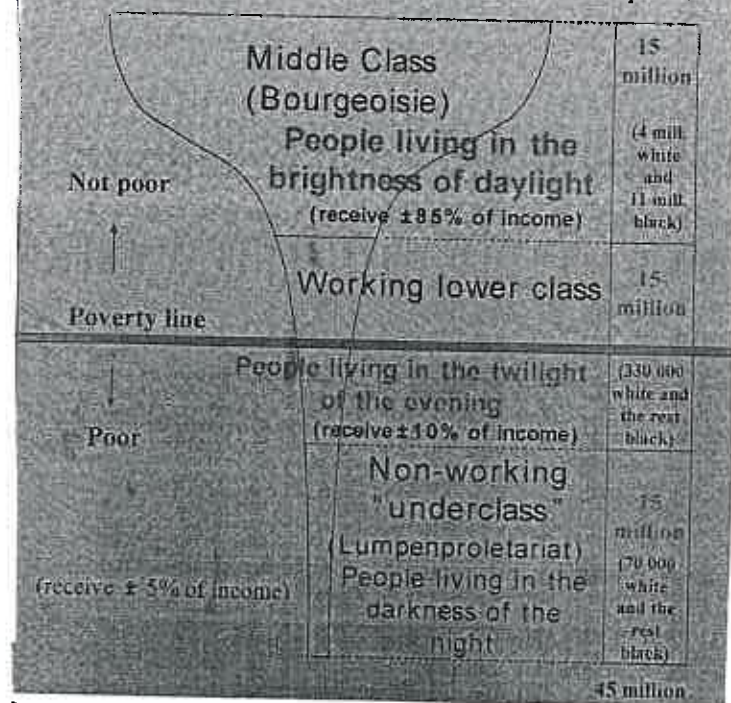 Middle Class
(Bourgeoisie)
People living in the
brightness of daylight
(receive ±85% of income)
15
million
(4 mill.
white
and
11 mill.
black)
Not poor
Working lower class
15
million
Poverty line
People living in the twilight
of the evening
(receive ±10% of income)
(330 000
white and
the rest
black)
Poor
Non-working
"underclass"
(Lumpenproletariat)
People living in the
darkness of the
night
15
million
(70 000
white
and the
rest
black)
(receive ± 5% of income)
45 million